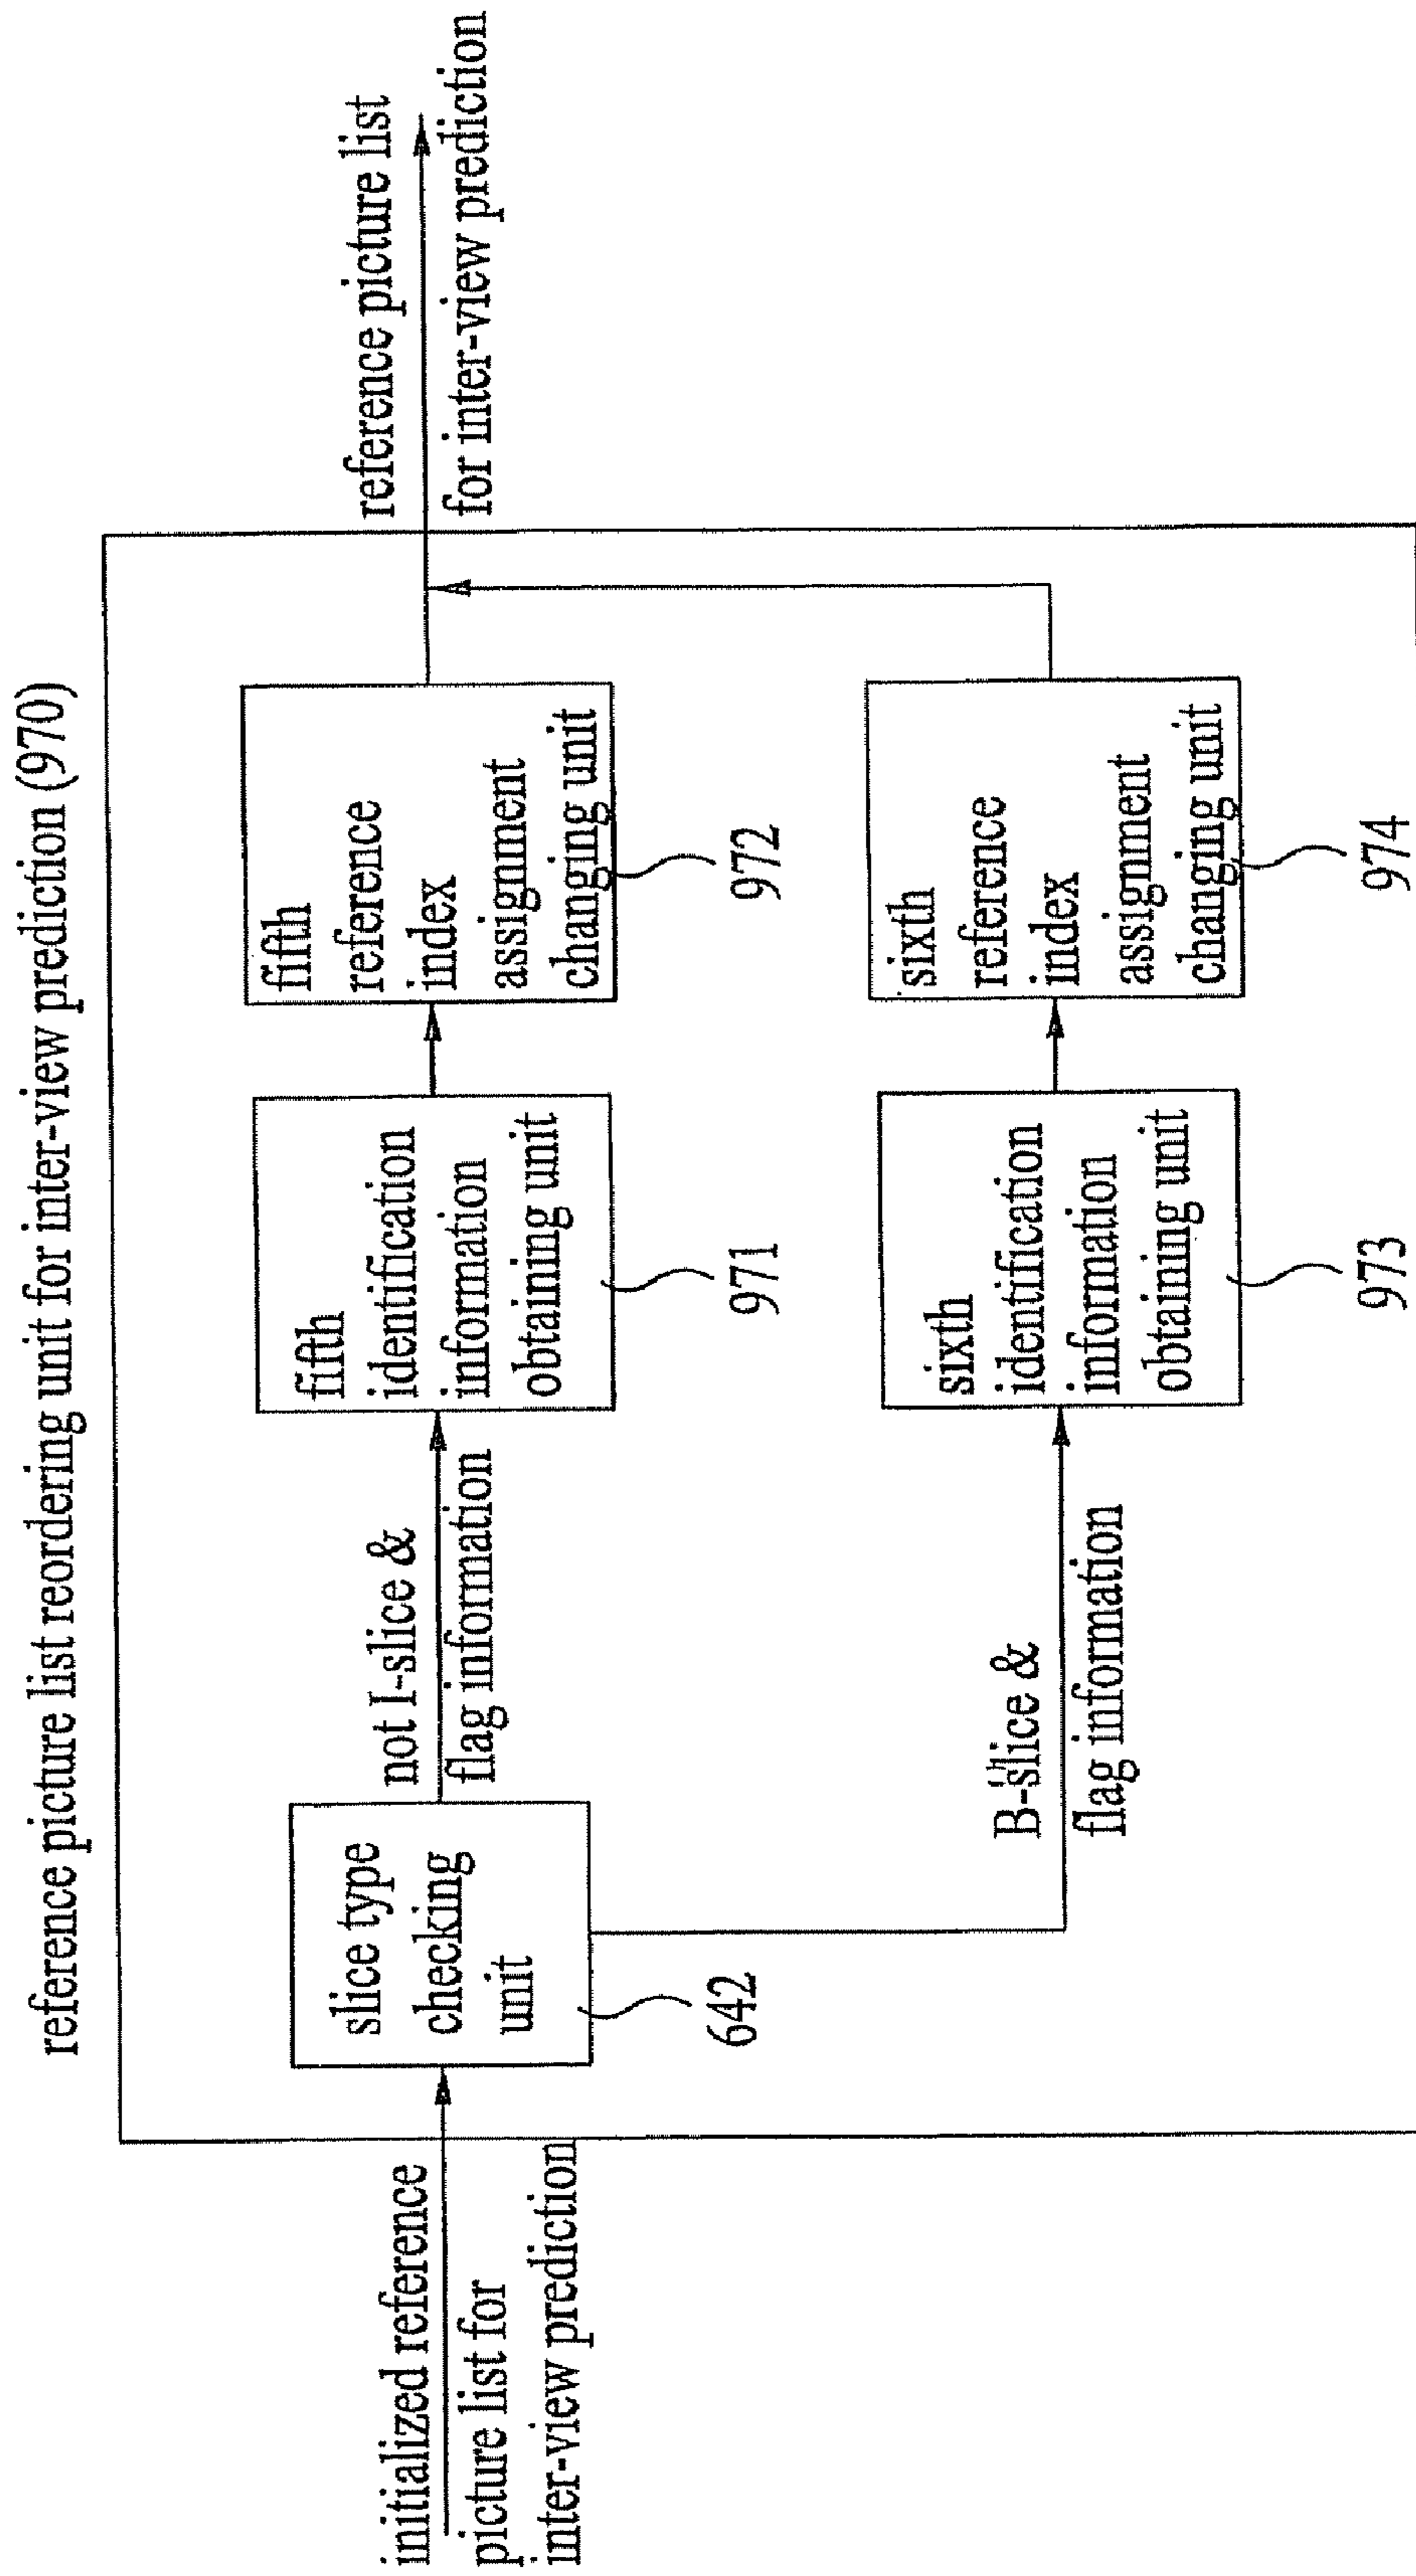 reference picture list reordering unit for inter-view prediction (970)
initialized reference
picture list for
inter-view prediction
slice type
checking
unit
642
not I-slice &
flag information
fifth
identification
information
obtaining unit
971
fifth
reference
index
assignment
changing unit
972
reference picture list
for inter-view prediction
B-slice &
flag information
sixth
identification
information
obtaining unit
973
sixth
reference
index
assignment
changing unit
974